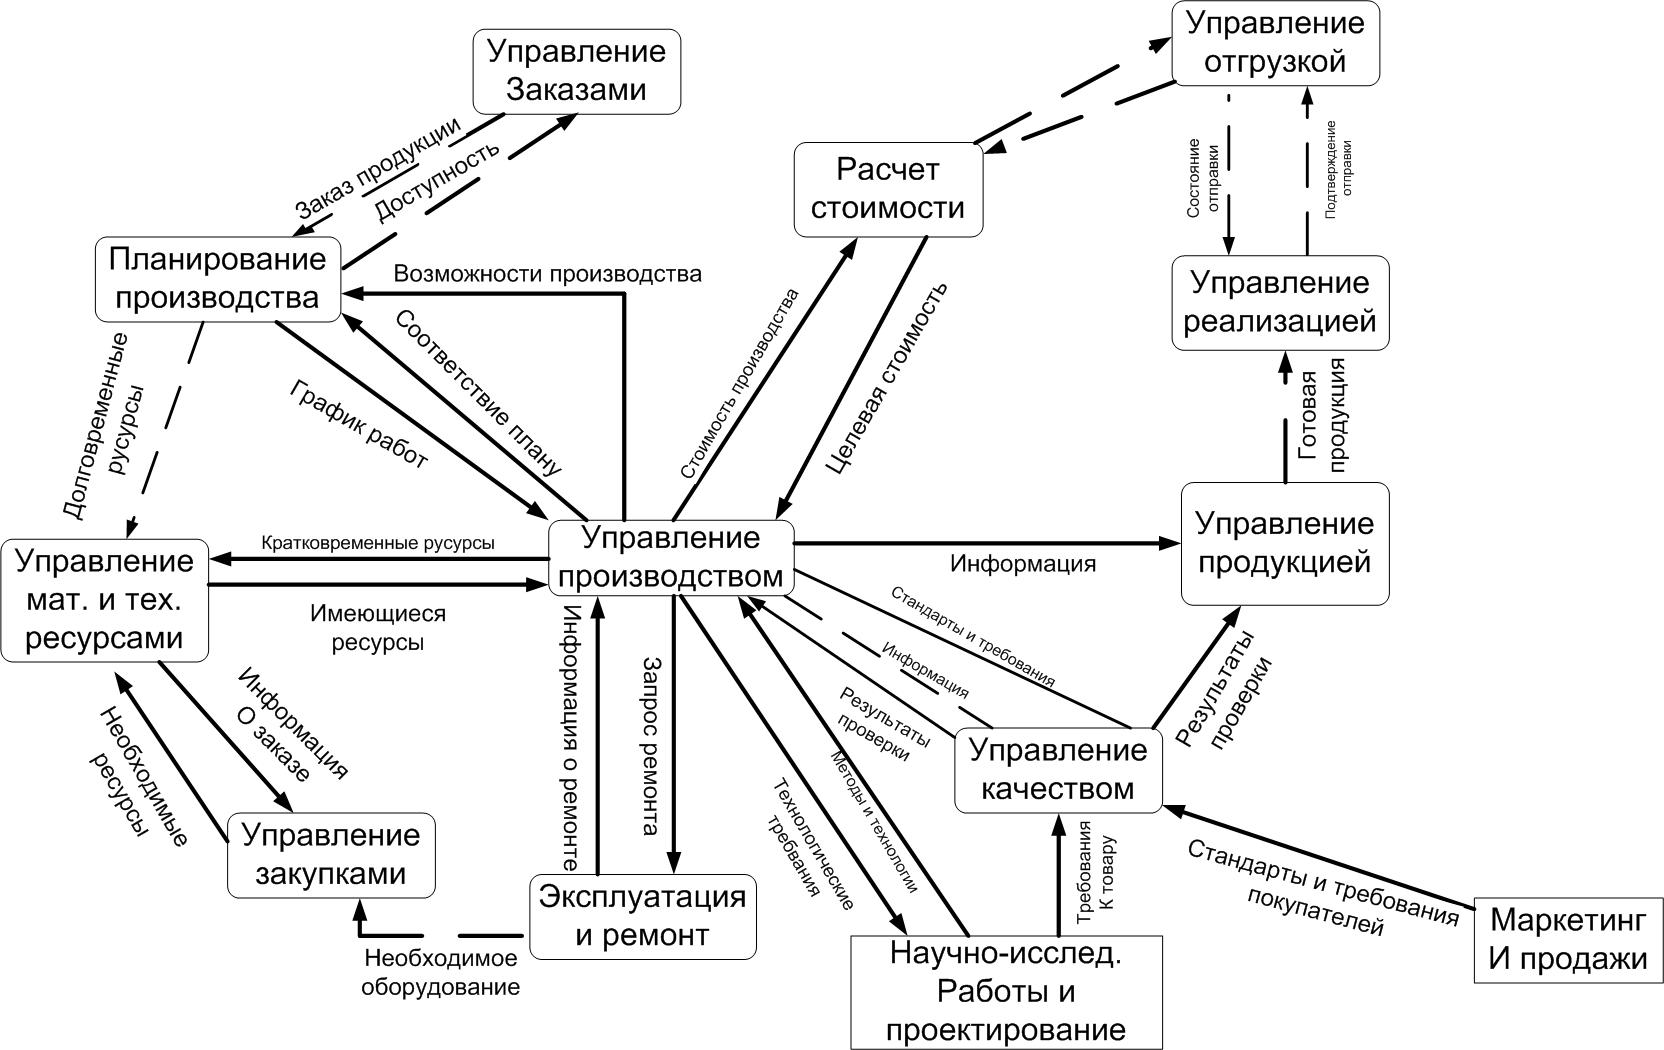 Управление
Заказами
Управление
отгрузкой
Заказ продукции
Доступность
Расчет
стоимости
Состояние
отправки
Подтверждение
отправки
Планирование
производства
Возможности производства
Управление
реализацией
Долговременные
русурсы
График работ
Соответствие плану
Стоимость производства
Целевая стоимость
Готовая
продукция
Управление
мат. и тех.
ресурсами
Кратковременные русурсы
Имеющиеся
ресурсы
Управление
производством
Информация
Управление
продукцией
Стандарты и требования
Информация
Результаты
проверки
Результаты
проверки
Необходимые
ресурсы
Информация
О заказе
Информация о ремонте
Запрос ремонта
Технологические
требвания
Методы и технологии
Управление
качеством
Управление
закупками
Требования
К товару
Стандарты и требования
покупателей
Эксплуатация
и ремонт
Необходимое
оборудование
Научно-исслед.
Работы и
проектирование
Маркетинг
И продажи